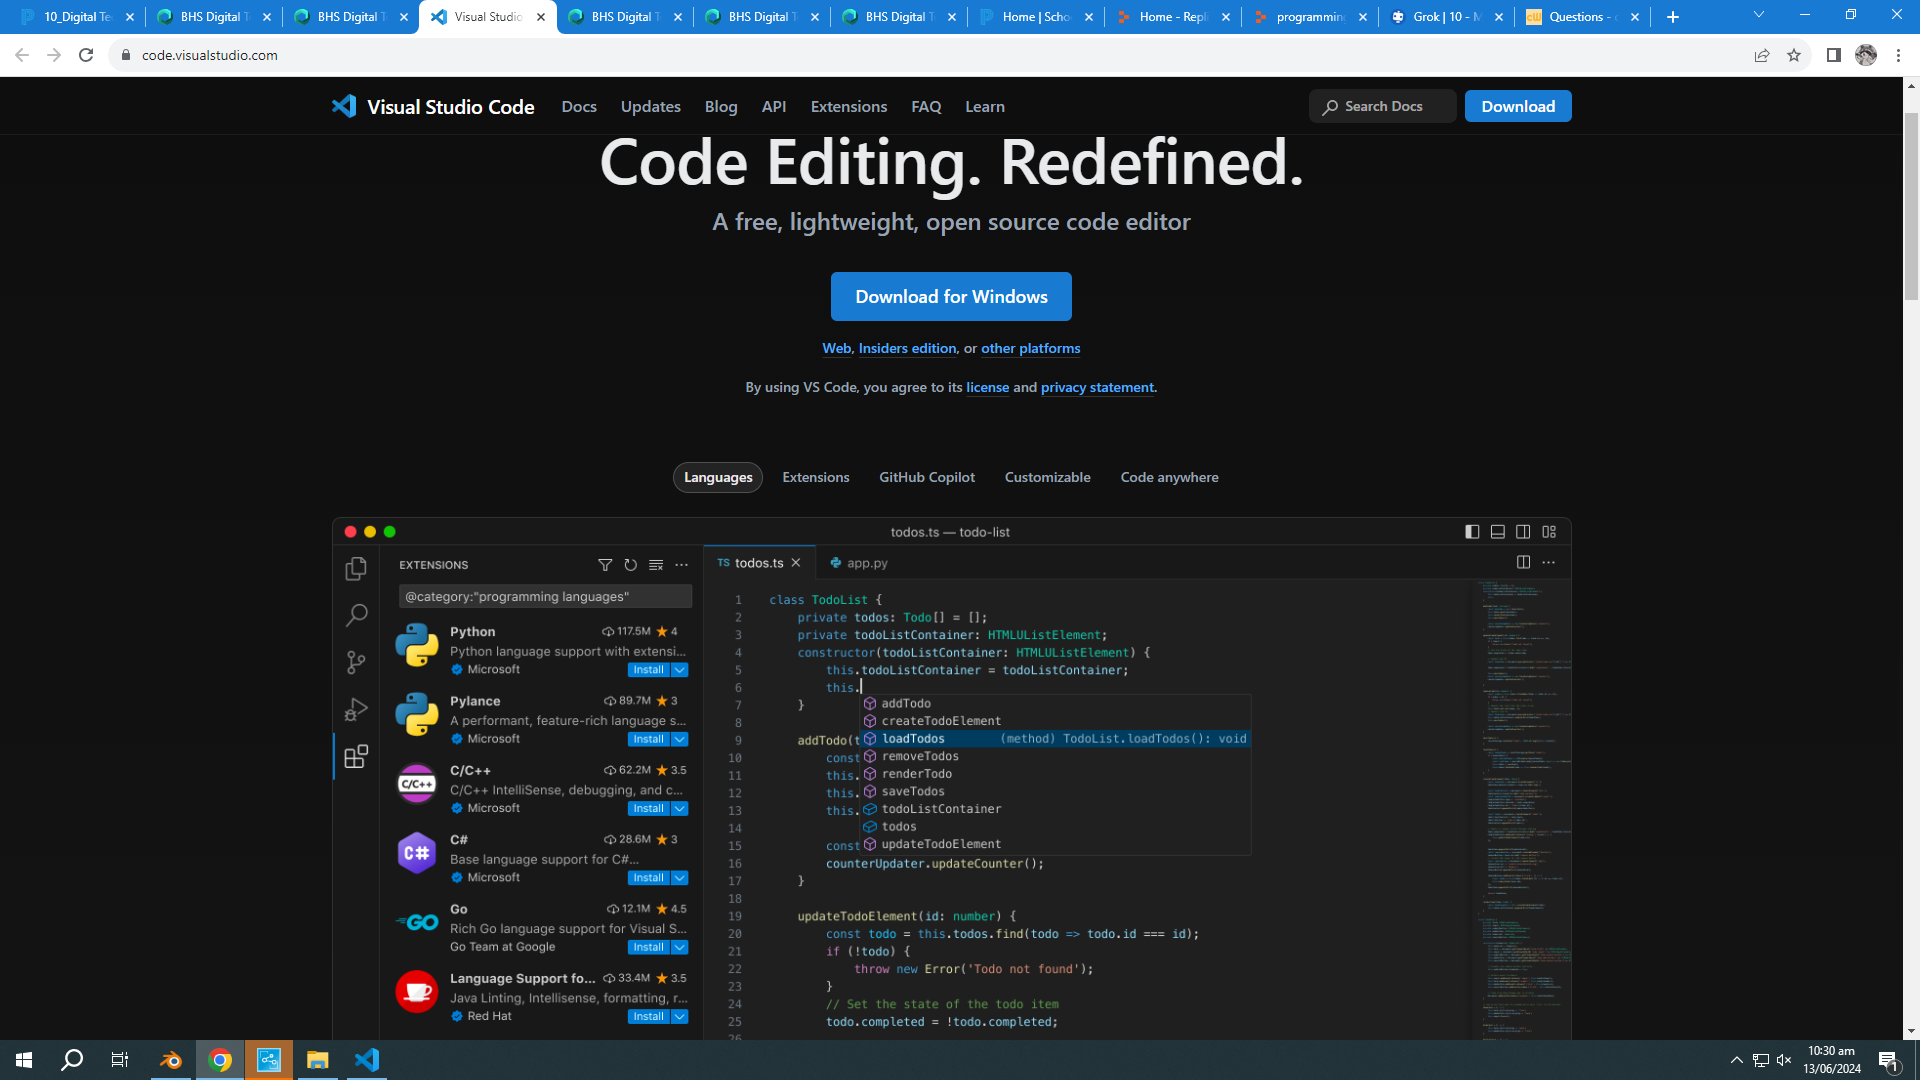 10_Digital Te
BHS Digital T
BHS Digital T
Visual Studio
BHS Digital T
BHS Digital T
BHS Digital T
Home | Scho
Home - Repl
programming
Grok | 10 - M
Questions - c
code.visualstudio.com
Visual Studio Code
Docs
Updates
Blog
API
Extensions
FAQ
Learn
Search Docs
Download
Code Editing. Redefined.
A free, lightweight, open source code editor
Download for Windows
Web, Insiders edition, or other platforms
By using VS Code, you agree to its license and privacy statement.
Languages
Extensions
GitHub Copilot
Customizable
Code anywhere
todos.ts — todo-list
EXTENSIONS
@category:"programming languages"
Python 117.5M 4
Python language support with extensi...
Microsoft Install
Pylance 89.7M 3
A performant, feature-rich language s...
Microsoft Install
C/C++
C/C++ 62.2M 3.5
C/C++ IntelliSense, debugging, and c...
Microsoft Install
C#
C# 28.6M 3
Base language support for C#...
Microsoft Install
GO
Go 12.1M 4.5
Rich Go language support for Visual S...
Go Team at Google Install
Language Support fo... 33.4M 3.5
Java Linting, Intellisense, formatting, r...
Red Hat Install
TS todos.ts
app.py
1 class TodoList {
2 private todos: Todo[] = [];
3 private todoListContainer: HTMLUListElement;
4 constructor(todoListContainer: HTMLUListElement) {
5 this.todoListContainer = todoListContainer;
6 this.
7 }
8
9 addTodo(t
10 const
11 this.
12 this.
13 this.
14
15 const
16 counterUpdater.updateCounter();
17 }
18
19 updateTodoElement(id: number) {
20 const todo = this.todos.find(todo => todo.id === id);
21 if (!todo) {
22 throw new Error('Todo not found');
23 }
24 // Set the state of the todo item
25 todo.completed = !todo.completed;
26
addTodo
createTodoElement
loadTodos (method) TodoList.loadTodos(): void
removeTodos
renderTodo
saveTodos
todoListContainer
todos
updateTodoElement
10:30 am
13/06/2024
1